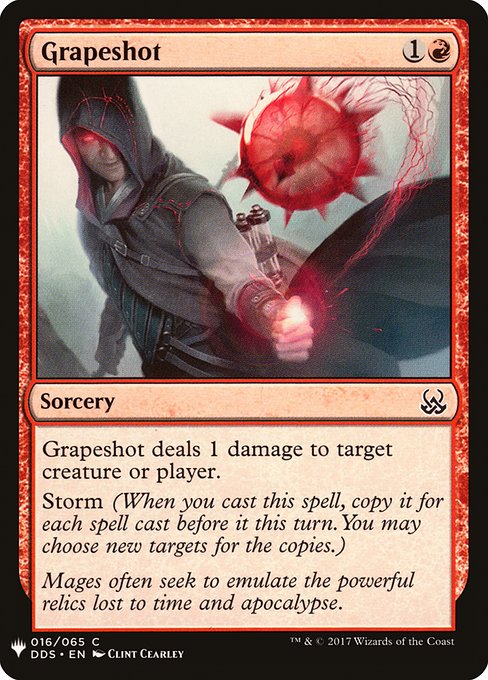 Grapeshot 1
Sorcery
Grapeshot deals 1 damage to target
creature or player.
Storm (When you cast this spell, copy it for
each spell cast before it this turn. You may
choose new targets for the copies.)
Mages often seek to emulate the powerful
relics lost to time and apocalypse.
016/065 C
DDS • EN Clint Cearley
™ & © 2017 Wizards of the Coast